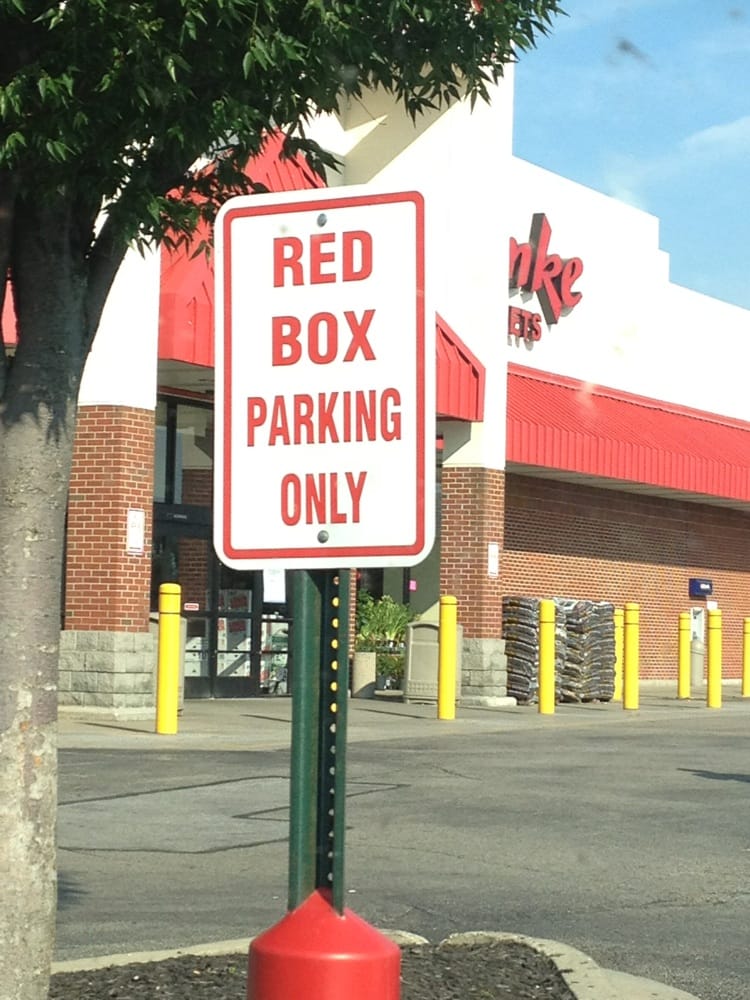 RED
BOX
PARKING
ONLY
nke
ETS